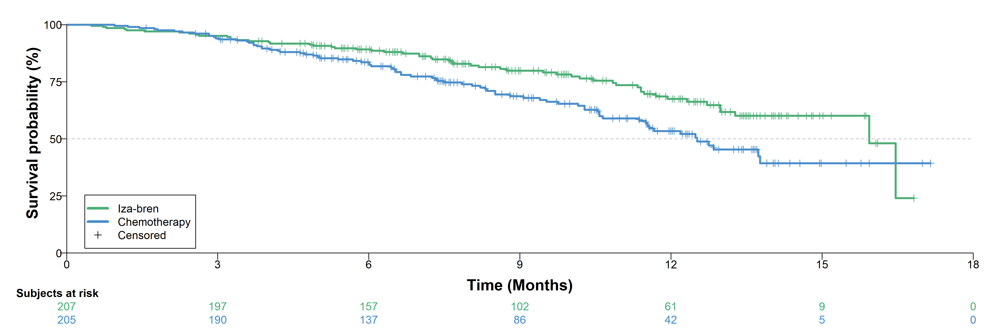 Survival probability (%)
100
75
50
25
0
Iza-bren
Chemotherapy
+ Censored
0 3 6 9 12 15 18
Time (Months)
Subjects at risk
207 197 157 102 61 9 0
205 190 137 86 42 5 0